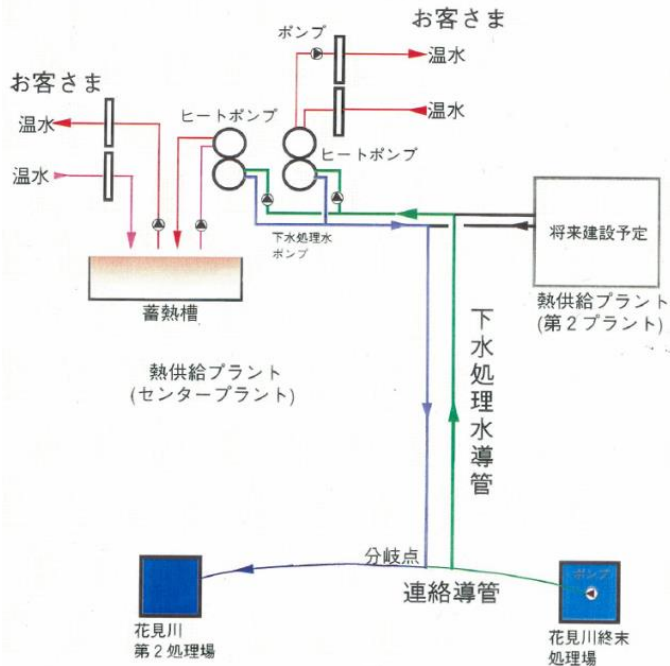 お客さま
ポンプ
温水
お客さま
温水
ヒートポンプ
温水
ヒートポンプ
温水
下水処理水
ポンプ
将来建設予定
蓄熱槽
熱供給プラント
(第2プラント)
熱供給プラント
(センタープラント)
下水処理水導管
分岐点
連絡導管
ポンプ
花見川
第2処理場
花見川終末
処理場